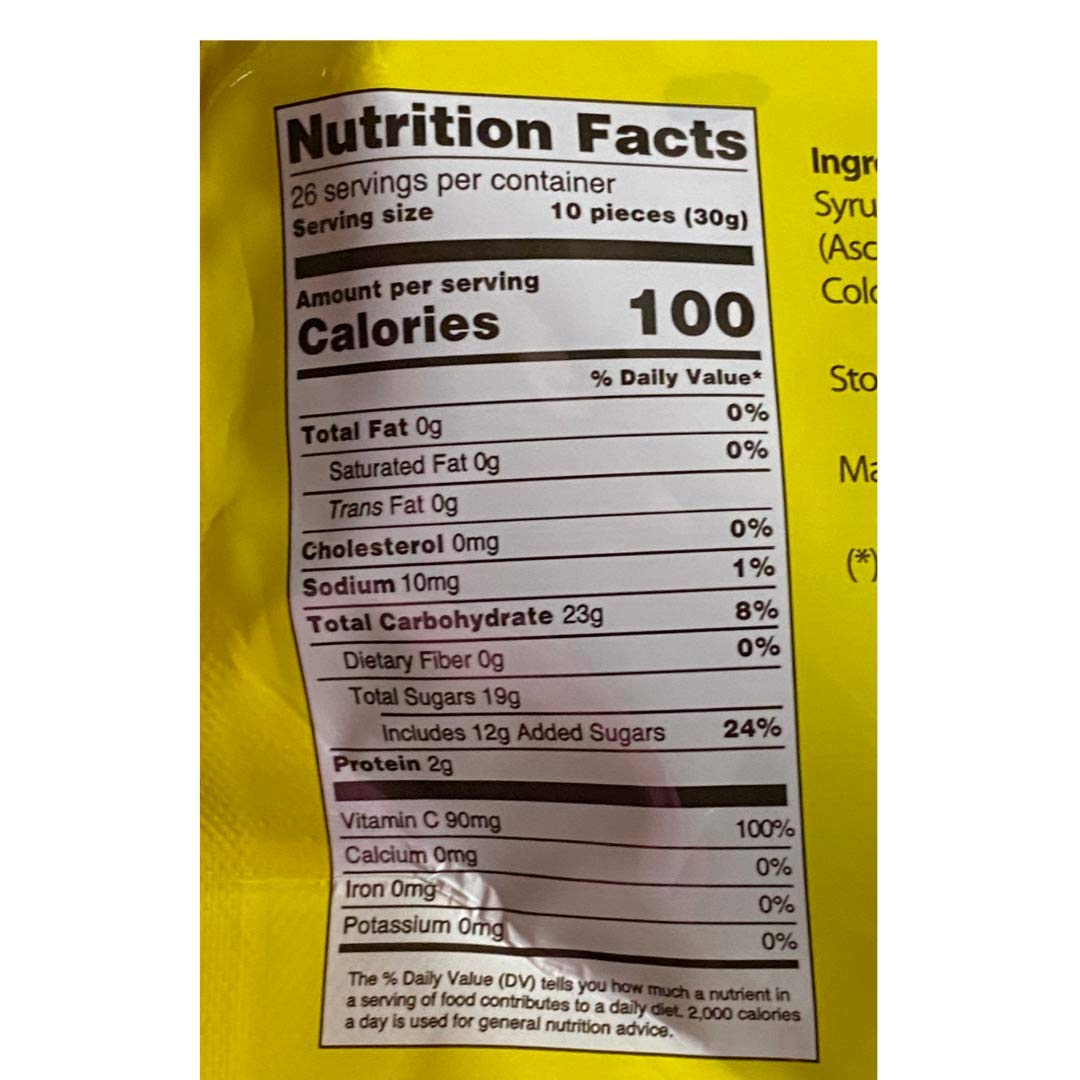 Nutrition Facts
26 servings per container
Serving size 10 pieces (30g)
Amount per serving
Calories 100
% Daily Value*
Total Fat 0g 0%
Saturated Fat 0g 0%
Trans Fat 0g
Cholesterol 0mg 0%
Sodium 10mg 1%
Total Carbohydrate 23g 8%
Dietary Fiber 0g 0%
Total Sugars 19g
Includes 12g Added Sugars 24%
Protein 2g
Vitamin C 90mg 100%
Calcium 0mg 0%
Iron 0mg 0%
Potassium 0mg 0%
The % Daily Value (DV) tells you how much a nutrient in
a serving of food contributes to a daily diet. 2,000 calories
a day is used for general nutrition advice.
Ingr
Syru
(Asc
Colo
Sto
Ma
(*)